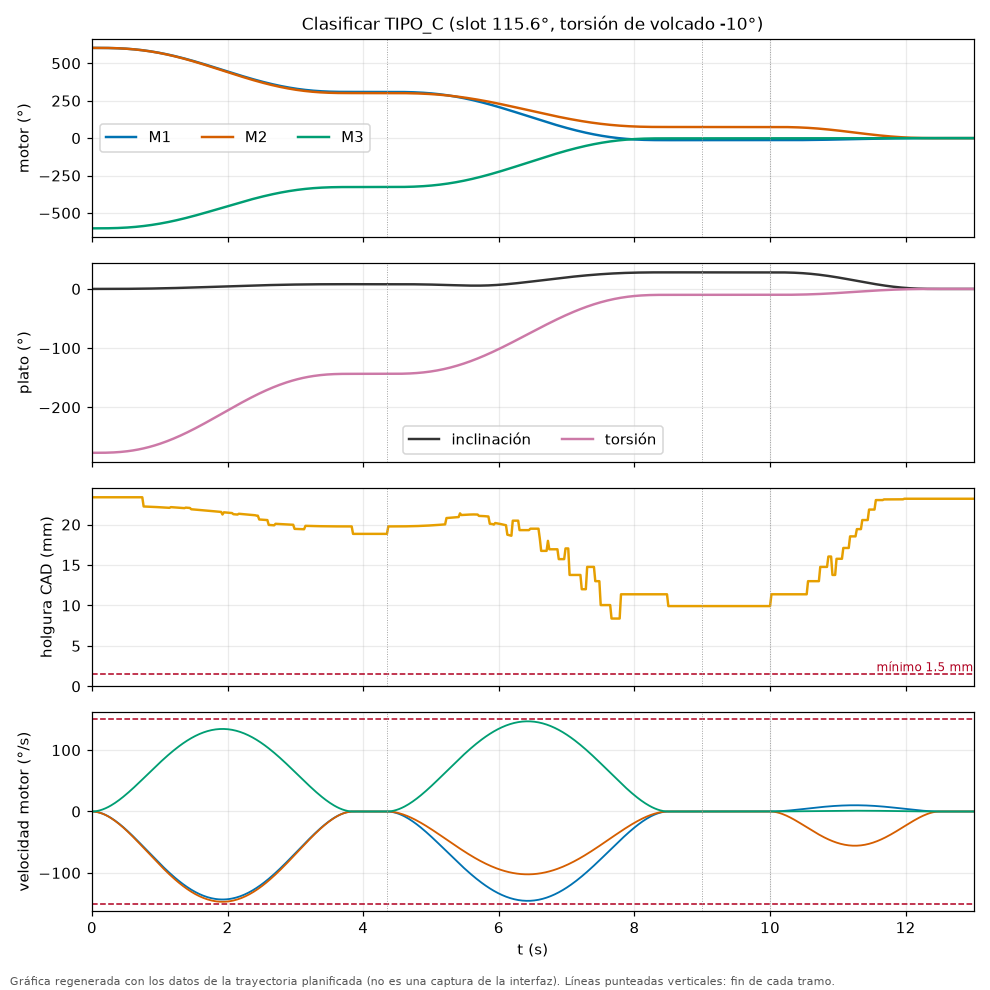 Clasificar TIPO_C (slot 115.6°, torsión de volcado -10°)
motor (°)
500
250
0
−250
−500
M1 M2 M3
plato (°)
0
−100
−200
inclinación torsión
holgura CAD (mm)
20
15
10
5
0
mínimo 1.5 mm
velocidad motor (°/s)
100
0
−100
0 2 4 6 8 10 12
t (s)
Gráfica regenerada con los datos de la trayectoria planificada (no es una captura de la interfaz). Líneas punteadas verticales: fin de cada tramo.